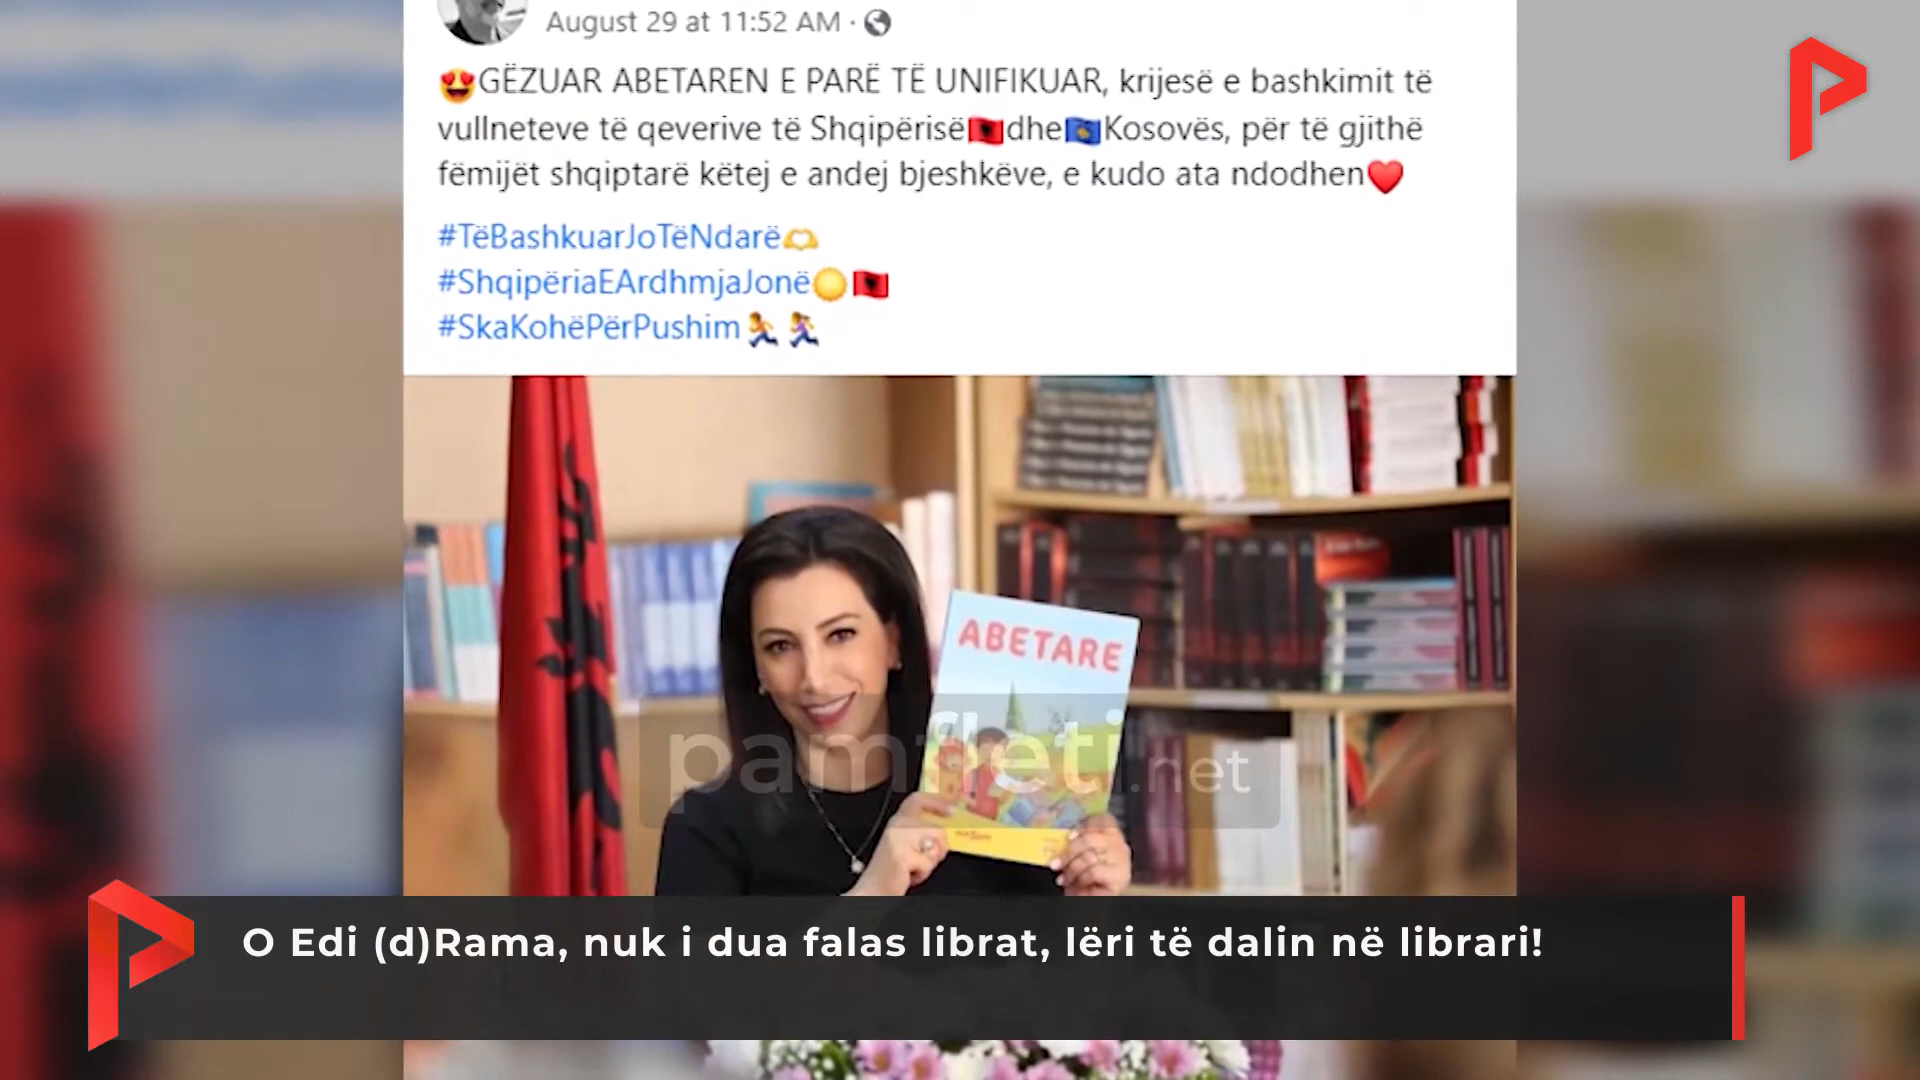 August 29 at 11:52 AM ·
😍GËZUAR ABETAREN E PARË TË UNIFIKUAR, krijesë e bashkimit të
vullneteve të qeverive të Shqipërisë🇦🇱dhe🇽🇰Kosovës, për të gjithë
fëmijët shqiptarë këtej e andej bjeshkëve, e kudo ata ndodhen❤️
#TëBashkuarJoTëNdarë🫶
#ShqipëriaEArdhmjaJonë🌞🇦🇱
#SkaKohëPërPushim🏃🏃‍♀️
ABETARE
pamfleti.net
O Edi (d)Rama, nuk i dua falas librat, lëri të dalin në librari!